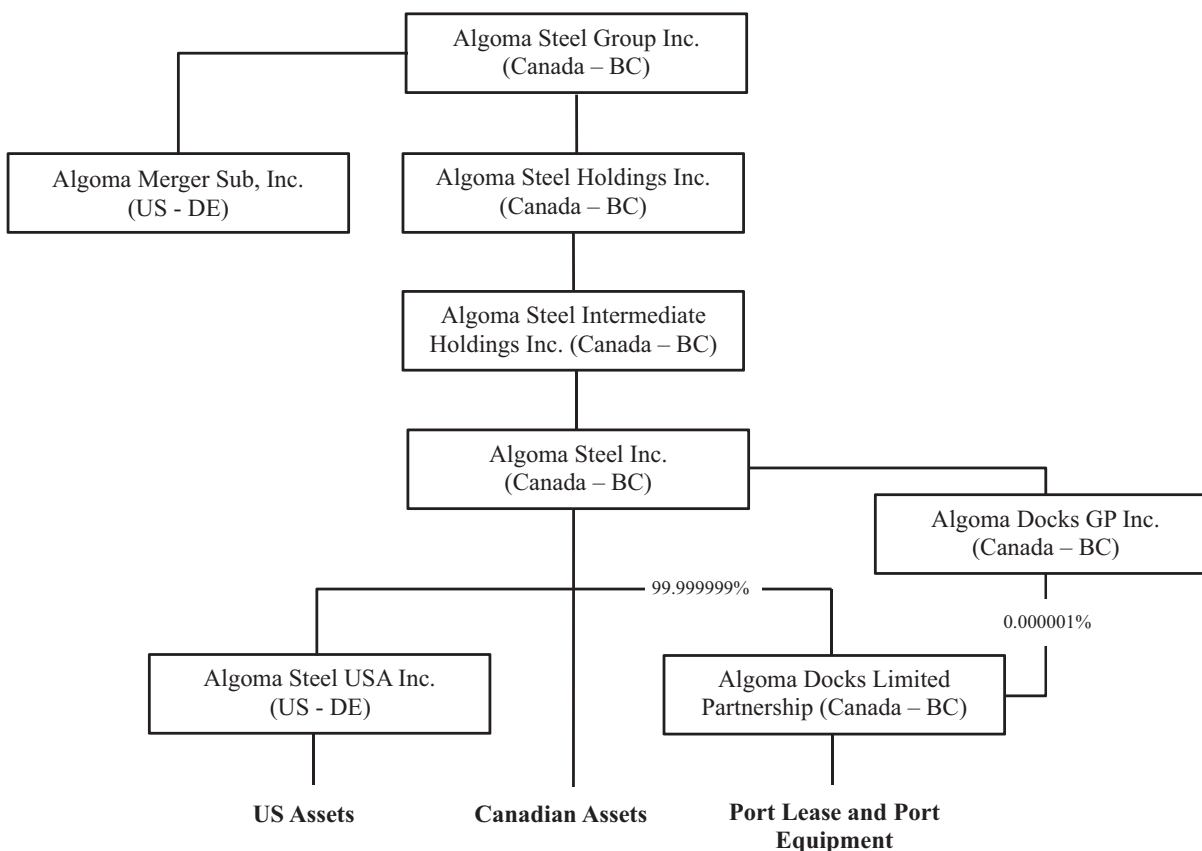 Algoma Steel Group Inc.
(Canada – BC)
Algoma Merger Sub, Inc.
(US - DE)
Algoma Steel Holdings Inc.
(Canada – BC)
Algoma Steel Intermediate
Holdings Inc. (Canada – BC)
Algoma Steel Inc.
(Canada – BC)
Algoma Docks GP Inc.
(Canada – BC)
99.999999%
0.000001%
Algoma Steel USA Inc.
(US - DE)
Algoma Docks Limited
Partnership (Canada – BC)
US Assets
Canadian Assets
Port Lease and Port
Equipment